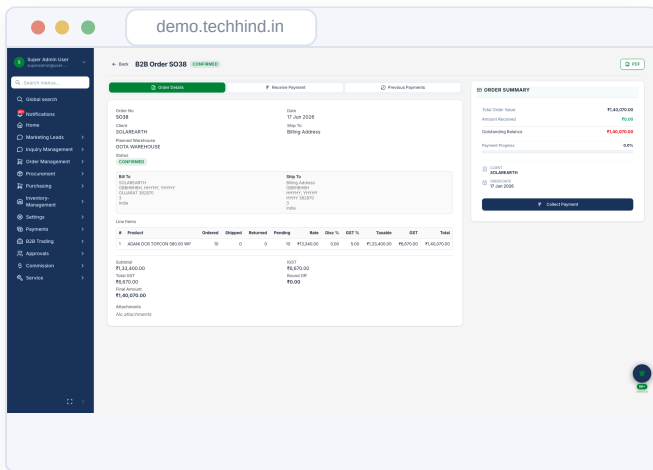 demo.techhind.in
S Super Admin User
superadmin@user...
Search menus...
Global search
Notifications
Home
Marketing Leads
Inquiry Management
Order Management
Procurement
Purchasing
Inventory-
Management
Settings
Payments
B2B Trading
Approvals
Commission
Service
← Back B2B Order SO38 CONFIRMED
PDF
Order Details
₹ Receive Payment
Previous Payments
Order No
SO38
Date
17 Jun 2026
Client
SOLAREARTH
Ship To
Billing Address
Planned Warehouse
GOTA WAREHOUSE
Status
CONFIRMED
Bill To
SOLAREARTH
GUJARAT 382870
3
India
Ship To
Billing Address
HYHY 382870
3
India
Line Items
# Product Ordered Shipped Returned Pending Rate Disc % GST % Taxable GST Total
1 ADANI DCR TOPCON 580.00 WP 10 0 0 10 ₹13,340.00 0.00 5.00 ₹1,33,400.00 ₹6,670.00 ₹1,40,070.00
Subtotal
₹1,33,400.00
IGST
₹6,670.00
Total GST
₹6,670.00
Round Off
₹0.00
Final Amount
₹1,40,070.00
Attachments
No attachments
ORDER SUMMARY
Total Order Value ₹1,40,070.00
Amount Received ₹0.00
Outstanding Balance ₹1,40,070.00
Payment Progress 0.0%
CLIENT
SOLAREARTH
ORDER DATE
17 Jun 2026
₹ Collect Payment